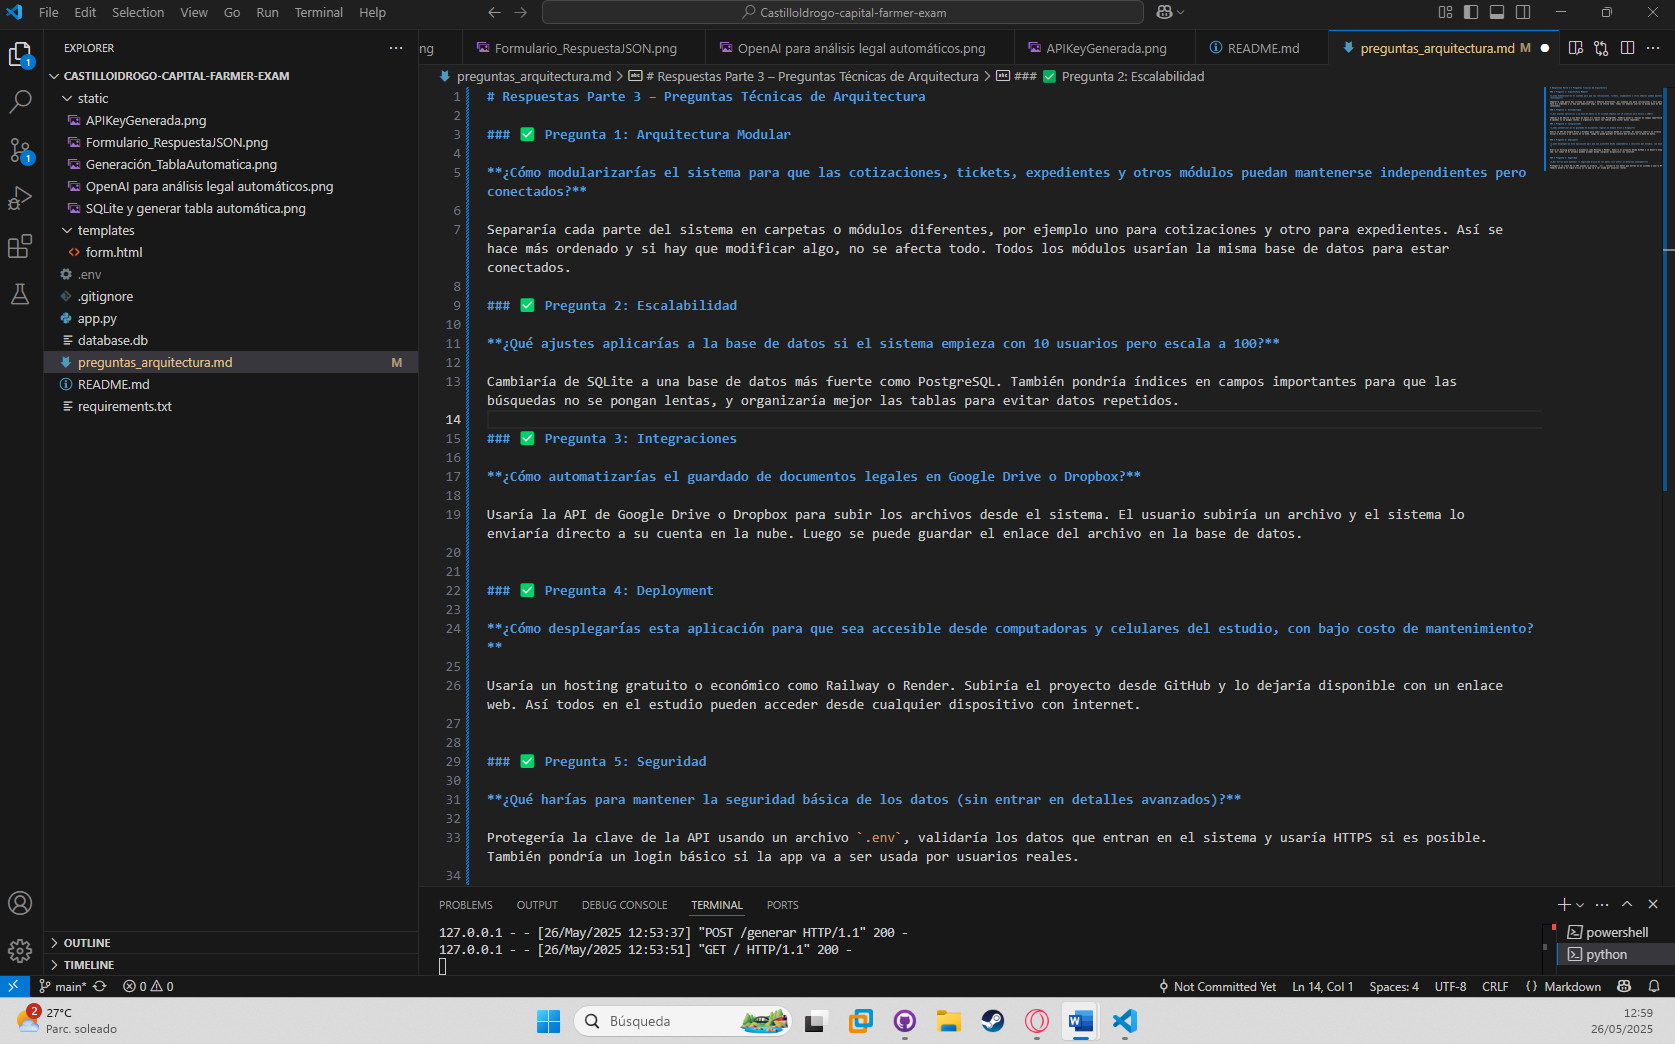 File Edit Selection View Go Run Terminal Help
CastilloIdrogo-capital-farmer-exam
EXPLORER
ng Formulario_RespuestaJSON.png OpenAI para análisis legal automáticos.png APIKeyGenerada.png README.md preguntas_arquitectura.md M
CASTILLOIDROGO-CAPITAL-FARMER-EXAM
static
APIKeyGenerada.png
Formulario_RespuestaJSON.png
Generación_TablaAutomatica.png
OpenAI para análisis legal automáticos.png
SQLite y generar tabla automática.png
templates
form.html
.env
.gitignore
app.py
database.db
preguntas_arquitectura.md M
README.md
requirements.txt
OUTLINE
TIMELINE
1
1
preguntas_arquitectura.md > # Respuestas Parte 3 – Preguntas Técnicas de Arquitectura > ### ✅ Pregunta 2: Escalabilidad
1 # Respuestas Parte 3 – Preguntas Técnicas de Arquitectura
2
3 ### ✅ Pregunta 1: Arquitectura Modular
4
5 **¿Cómo modularizarías el sistema para que las cotizaciones, tickets, expedientes y otros módulos puedan mantenerse independientes pero
conectados?**
6
7 Separaría cada parte del sistema en carpetas o módulos diferentes, por ejemplo uno para cotizaciones y otro para expedientes. Así se
hace más ordenado y si hay que modificar algo, no se afecta todo. Todos los módulos usarían la misma base de datos para estar
conectados.
8
9 ### ✅ Pregunta 2: Escalabilidad
10
11 **¿Qué ajustes aplicarías a la base de datos si el sistema empieza con 10 usuarios pero escala a 100?**
12
13 Cambiaría de SQLite a una base de datos más fuerte como PostgreSQL. También pondría índices en campos importantes para que las
búsquedas no se pongan lentas, y organizaría mejor las tablas para evitar datos repetidos.
14
15 ### ✅ Pregunta 3: Integraciones
16
17 **¿Cómo automatizarías el guardado de documentos legales en Google Drive o Dropbox?**
18
19 Usaría la API de Google Drive o Dropbox para subir los archivos desde el sistema. El usuario subiría un archivo y el sistema lo
enviaría directo a su cuenta en la nube. Luego se puede guardar el enlace del archivo en la base de datos.
20
21
22 ### ✅ Pregunta 4: Deployment
23
24 **¿Cómo desplegarías esta aplicación para que sea accesible desde computadoras y celulares del estudio, con bajo costo de mantenimiento?
**
25
26 Usaría un hosting gratuito o económico como Railway o Render. Subiría el proyecto desde GitHub y lo dejaría disponible con un enlace
web. Así todos en el estudio pueden acceder desde cualquier dispositivo con internet.
27
28
29 ### ✅ Pregunta 5: Seguridad
30
31 **¿Qué harías para mantener la seguridad básica de los datos (sin entrar en detalles avanzados)?**
32
33 Protegería la clave de la API usando un archivo `.env`, validaría los datos que entran en el sistema y usaría HTTPS si es posible.
También pondría un login básico si la app va a ser usada por usuarios reales.
34
PROBLEMS OUTPUT DEBUG CONSOLE TERMINAL PORTS
127.0.0.1 - - [26/May/2025 12:53:37] "POST /generar HTTP/1.1" 200 -
127.0.0.1 - - [26/May/2025 12:53:51] "GET / HTTP/1.1" 200 -
powershell
python
main* 0 0 Not Committed Yet Ln 14, Col 1 Spaces: 4 UTF-8 CRLF {} Markdown
2
27°C
Parc. soleado
Búsqueda
12:59
26/05/2025